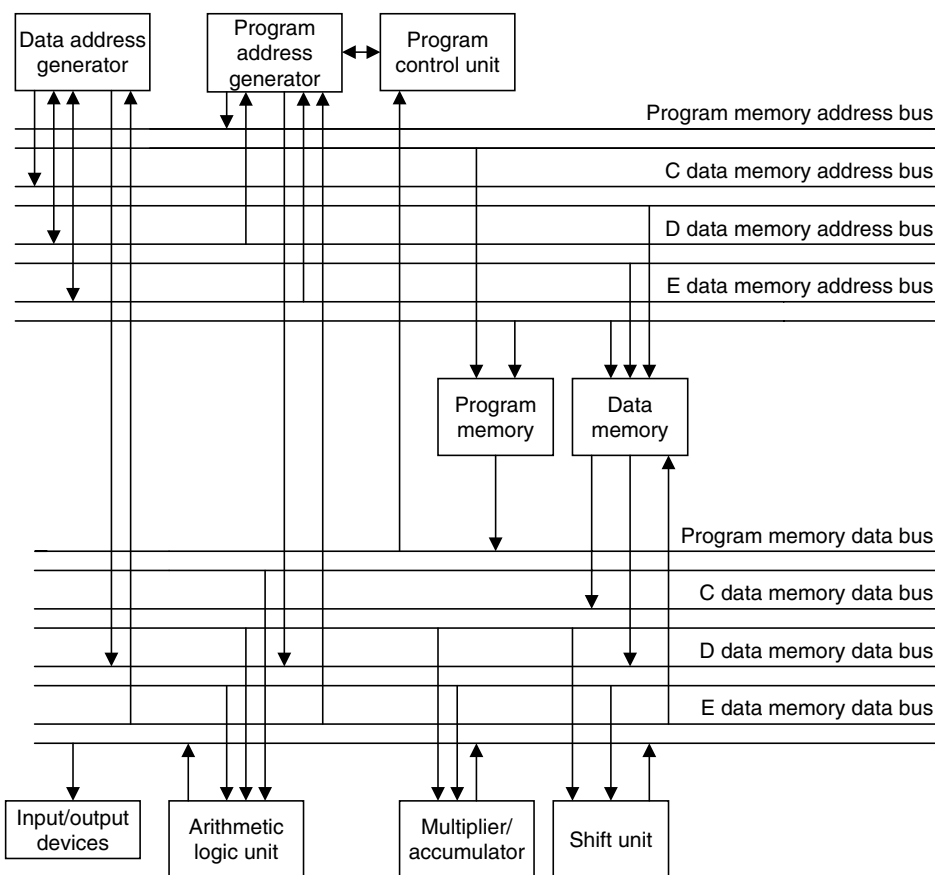 Data address
generator
Program
address
generator
Program
control unit
Program memory address bus
C data memory address bus
D data memory address bus
E data memory address bus
Program
memory
Data
memory
Program memory data bus
C data memory data bus
D data memory data bus
E data memory data bus
Input/output
devices
Arithmetic
logic unit
Multiplier/
accumulator
Shift unit